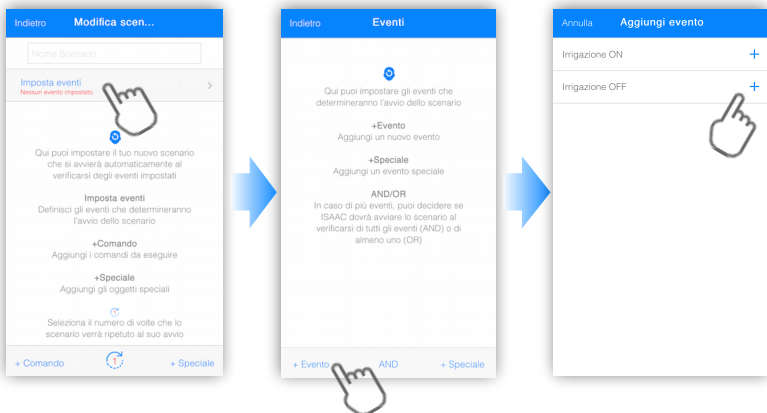 Indietro Modifica scen...
Nome Scenario
Imposta eventi
Nessun evento impostato
Qui puoi impostare il tuo nuovo scenario
che si avvierà automaticamente al
verificarsi degli eventi impostati
Imposta eventi
Definisci gli eventi che determineranno
l'avvio dello scenario
+Comando
Aggiungi i comandi da eseguire
+Speciale
Aggiungi gli oggetti speciali
1
Seleziona il numero di volte che lo
scenario verrà ripetuto al suo avvio
+ Comando 1 + Speciale
Indietro Eventi
Qui puoi impostare gli eventi che
determineranno l'avvio dello scenario
+Evento
Aggiungi un nuovo evento
+Speciale
Aggiungi un evento speciale
AND/OR
In caso di più eventi, puoi decidere se
ISAAC dovrà avviare lo scenario al
verificarsi di tutti gli eventi (AND) o di
almeno uno (OR)
+ Evento AND + Speciale
Annulla Aggiungi evento
Irrigazione ON +
Irrigazione OFF +